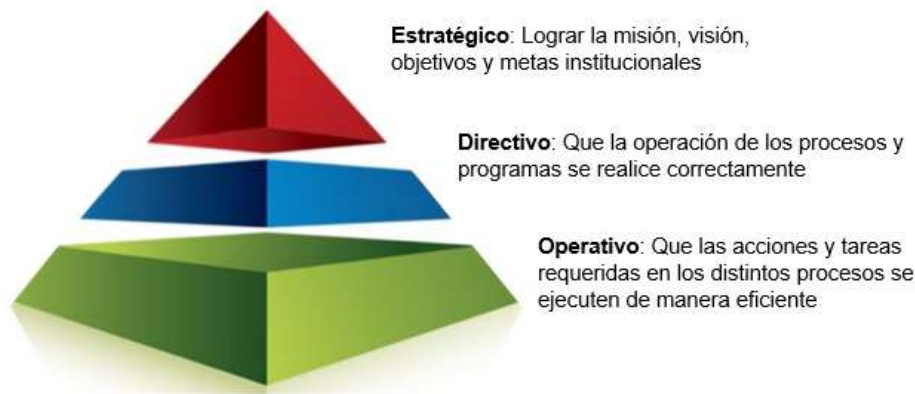 Estratégico: Lograr la misión, visión,
objetivos y metas institucionales
Directivo: Que la operación de los procesos y
programas se realice correctamente
Operativo: Que las acciones y tareas
requeridas en los distintos procesos se
ejecuten de manera eficiente